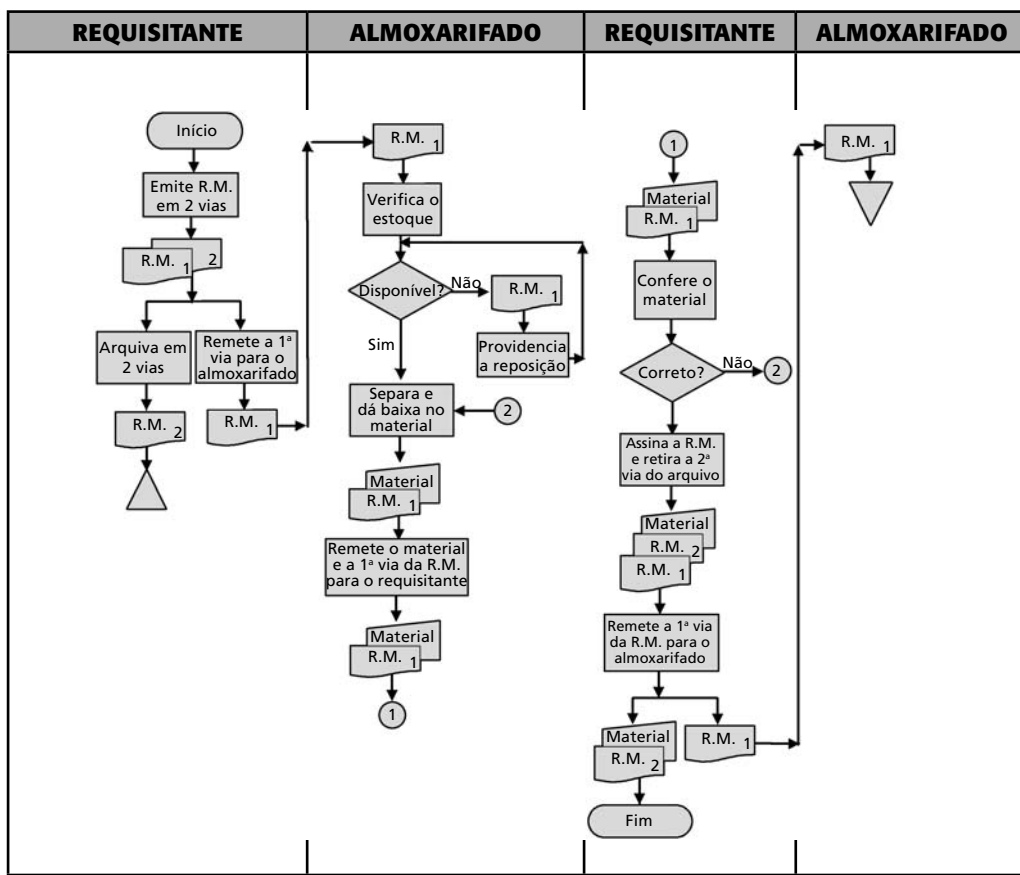 REQUISITANTE
ALMOXARIFADO
REQUISITANTE
ALMOXARIFADO
Início
Emite R.M.
em 2 vias
2
R.M. 1
Arquiva em
2 vias
R.M. 2
Remete a 1ª
via para o
almoxarifado
R.M. 1
R.M. 1
Verifica o
estoque
Disponível?
Não
R.M. 1
Providencia
a reposição
Sim
Separa e
dá baixa no
material
2
Material
R.M. 1
Remete o material
e a 1ª via da R.M.
para o requisitante
Material
R.M. 1
1
1
Material
R.M. 1
Confere o
material
Correto?
Não
2
Assina a R.M.
e retira a 2ª
via do arquivo
Material
R.M. 2
R.M. 1
Remete a 1ª via
da R.M. para o
almoxarifado
Material
R.M. 2
R.M. 1
Fim
R.M. 1